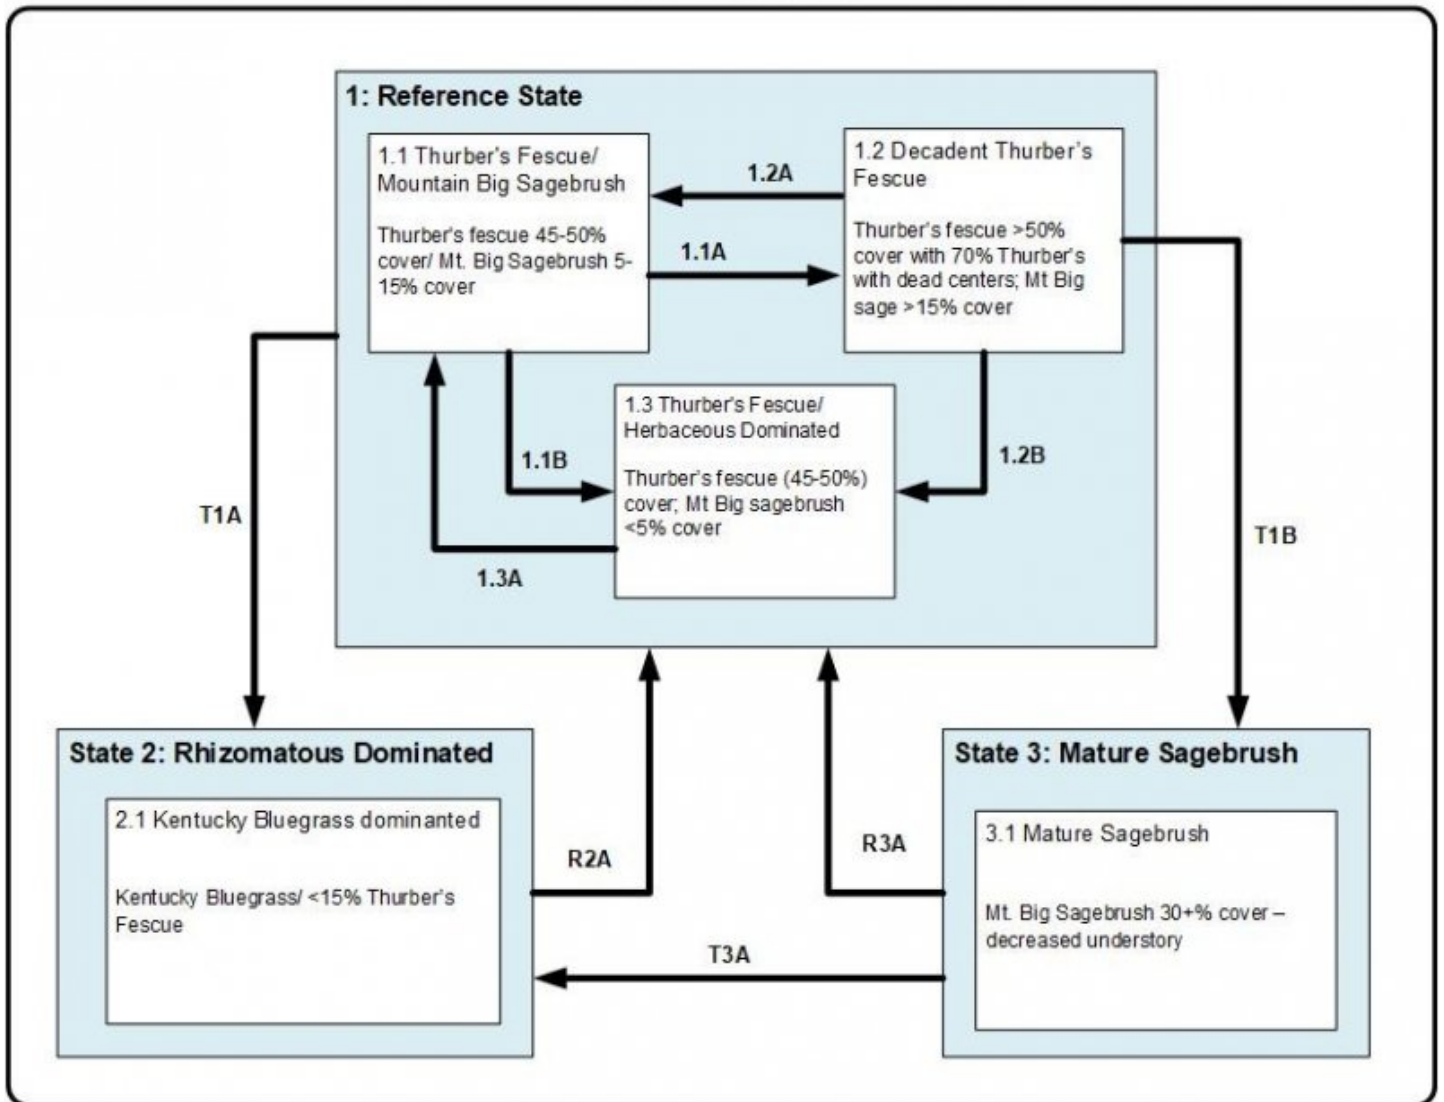 1: Reference State
1.1 Thurber's Fescue/
Mountain Big Sagebrush
Thurber's fescue 45-50%
cover/ Mt. Big Sagebrush 5-
15% cover
1.2A
1.1A
1.2 Decadent Thurber's
Fescue
Thurber's fescue >50%
cover with 70% Thurber's
with dead centers; Mt Big
sage >15% cover
1.3 Thurber's Fescue/
Herbaceous Dominated
Thurber's fescue (45-50%)
cover; Mt Big sagebrush
<5% cover
1.1B
1.2B
1.3A
T1A
T1B
State 2: Rhizomatous Dominated
2.1 Kentucky Bluegrass dominanted
Kentucky Bluegrass/ <15% Thurber's
Fescue
R2A
R3A
T3A
State 3: Mature Sagebrush
3.1 Mature Sagebrush
Mt. Big Sagebrush 30+% cover –
decreased understory